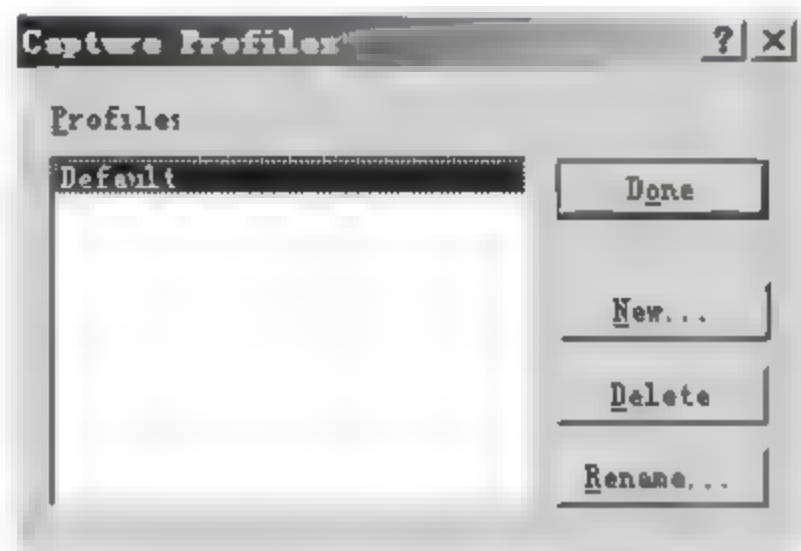 Capture Profiles
?
×
Profiles
Default
Done
New...
Delete
Rename...